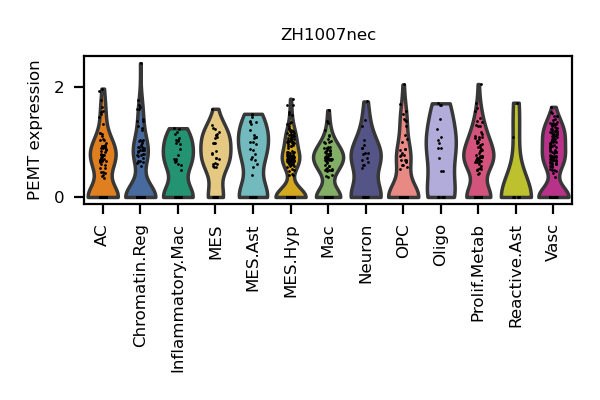 ZH1007nec
PEMT expression
2
0
AC
Chromatin.Reg
Inflammatory.Mac
MES
MES.Ast
MES.Hyp
Mac
Neuron
OPC
Oligo
Prolif.Metab
Reactive.Ast
Vasc